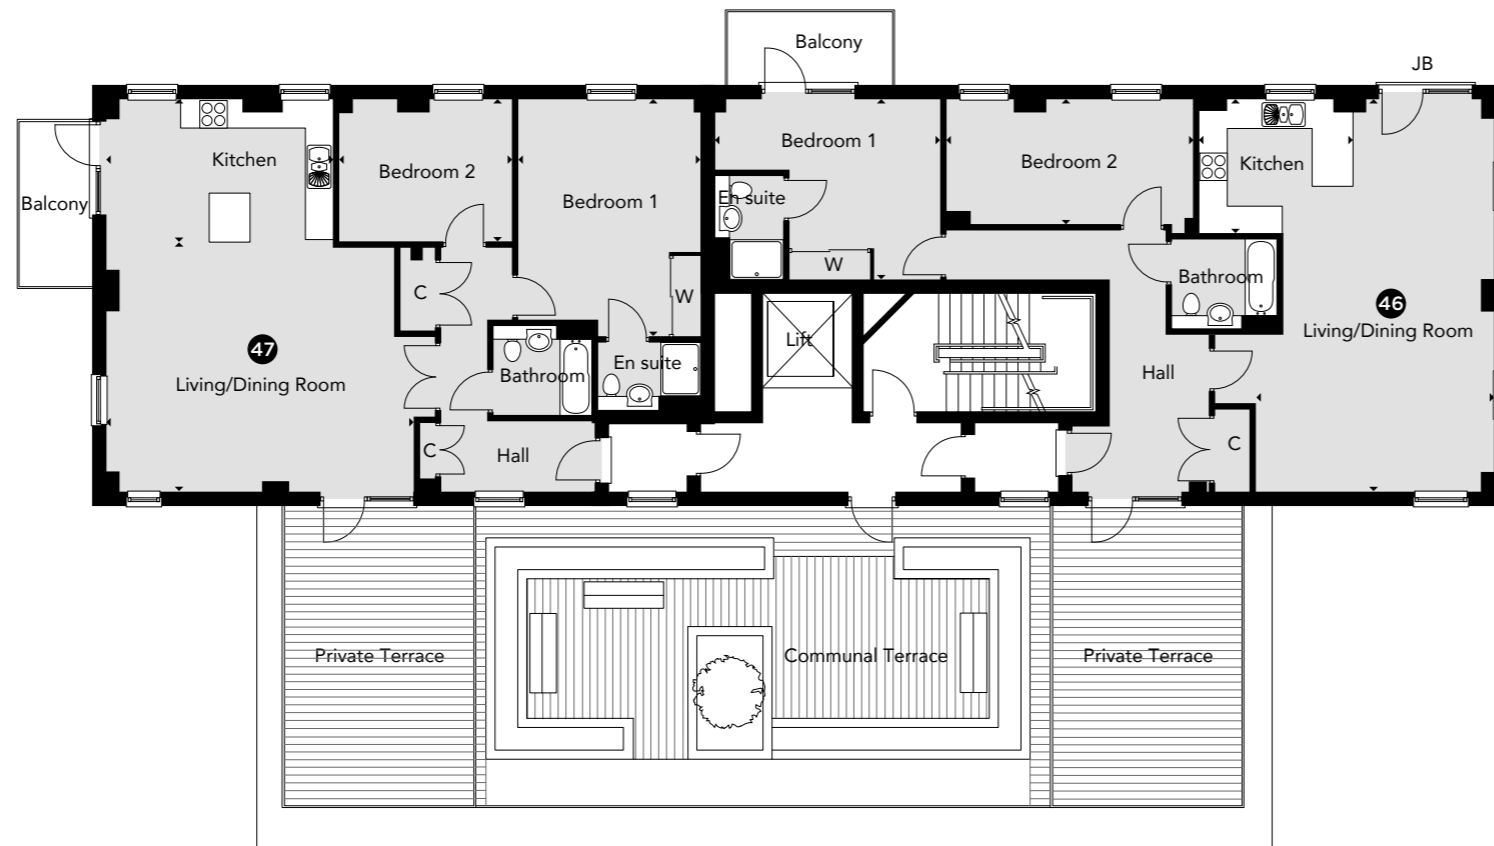 Balcony
JB
Kitchen
Bedroom 2
Bedroom 1
Bedroom 1
Bedroom 2
Kitchen
Balcony
En suite
W
Bathroom
C
W
46
Living/Dining Room
47
Living/Dining Room
Lift
Bathroom
En suite
Hall
C
Hall
C
Private Terrace
Communal Terrace
Private Terrace